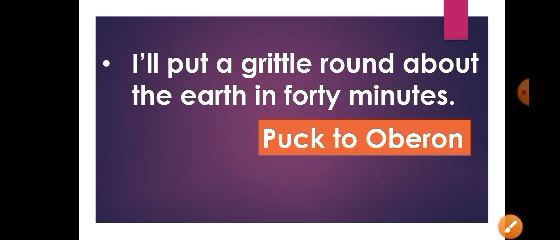 • I'll put a grittle round about
the earth in forty minutes.
Puck to Oberon